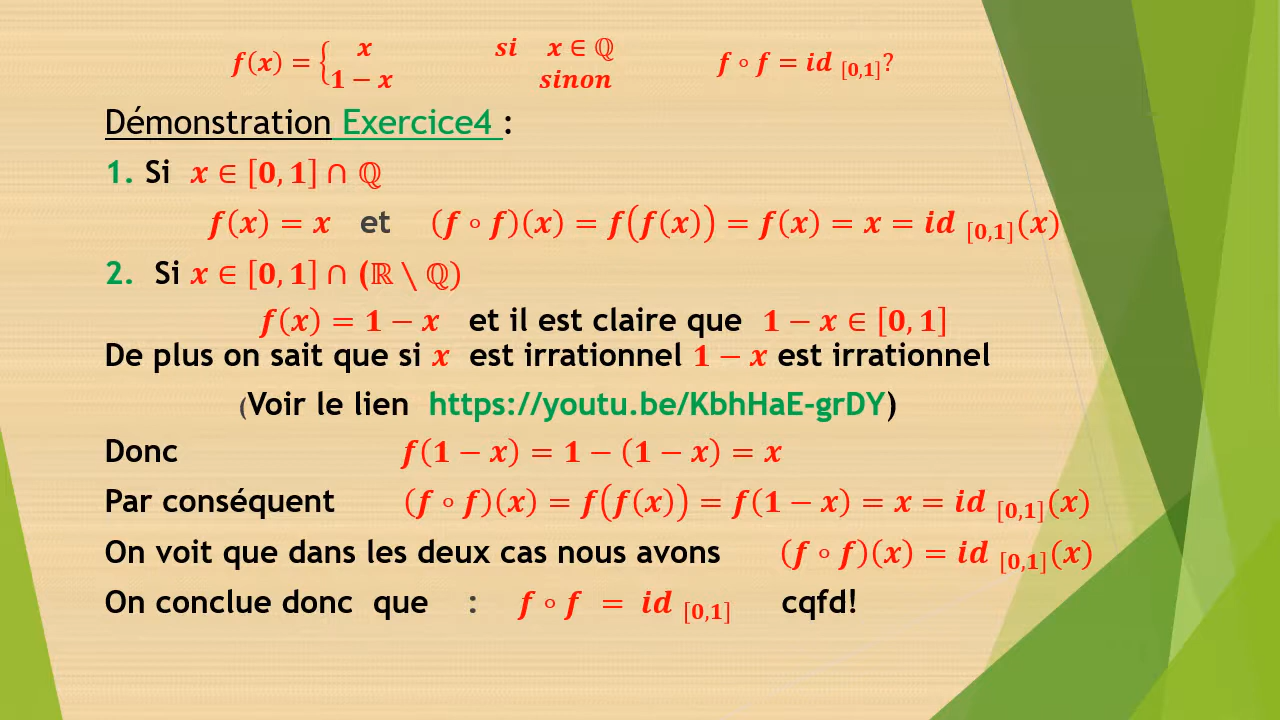 f(x) = { x si x ∈ ℚ
1 − x sinon f ∘ f = id [0,1] ?
Démonstration Exercice4 :
1. Si x ∈ [0, 1] ∩ ℚ
f(x) = x et (f ∘ f)(x) = f(f(x)) = f(x) = x = id [0,1](x)
2. Si x ∈ [0, 1] ∩ (ℝ \ ℚ)
f(x) = 1 − x et il est claire que 1 − x ∈ [0, 1]
De plus on sait que si x est irrationnel 1 − x est irrationnel
(Voir le lien https://youtu.be/KbhHaE-grDY)
Donc f(1 − x) = 1 − (1 − x) = x
Par conséquent (f ∘ f)(x) = f(f(x)) = f(1 − x) = x = id [0,1](x)
On voit que dans les deux cas nous avons (f ∘ f)(x) = id [0,1](x)
On conclue donc que : f ∘ f = id [0,1] cqfd!